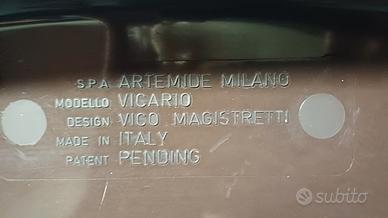 S.P.A. ARTEMIDE MILANO
MODELLO VICARIO
DESIGN VICO MAGISTRETTI
MADE IN ITALY
PATENT PENDING
subito